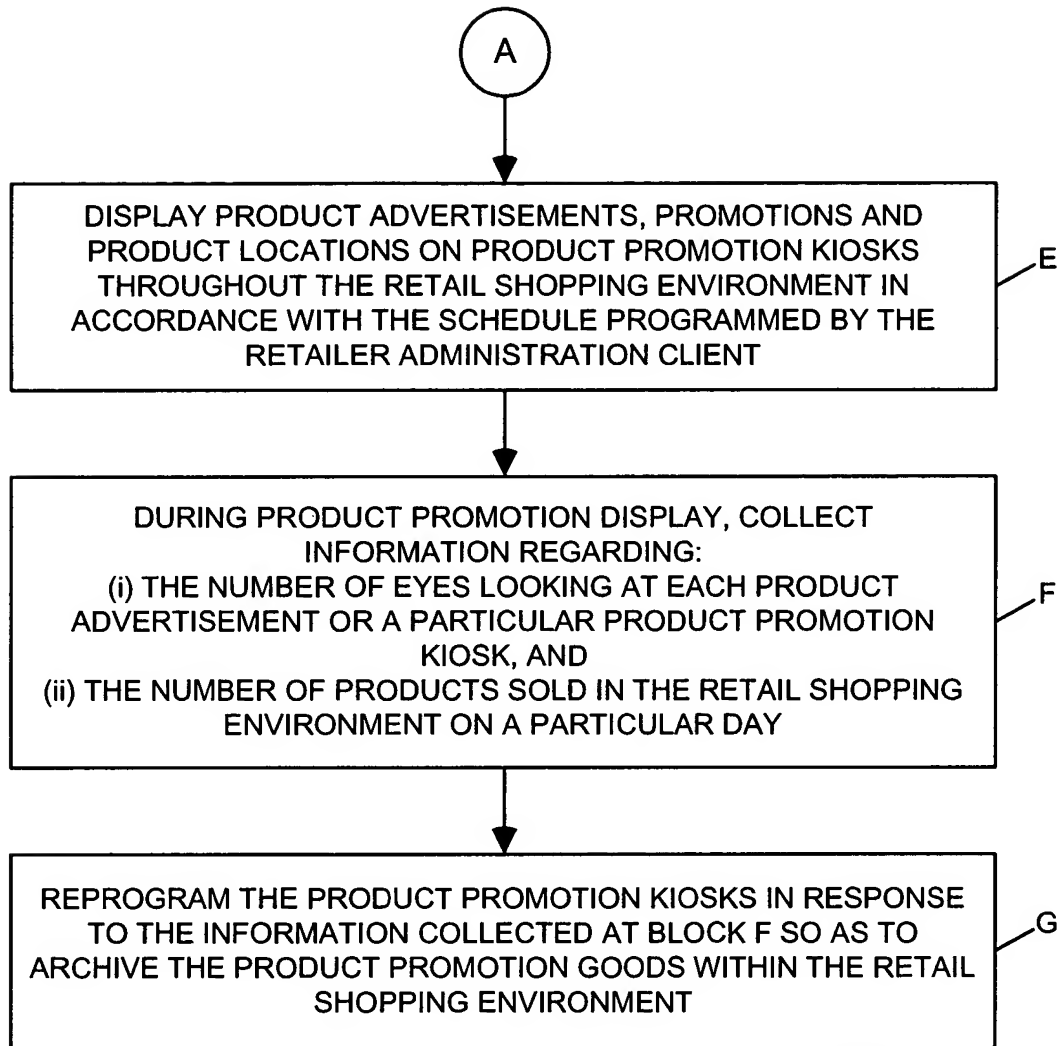 A
DISPLAY PRODUCT ADVERTISEMENTS, PROMOTIONS AND
PRODUCT LOCATIONS ON PRODUCT PROMOTION KIOSKS
THROUGHOUT THE RETAIL SHOPPING ENVIRONMENT IN
ACCORDANCE WITH THE SCHEDULE PROGRAMMED BY THE
RETAILER ADMINISTRATION CLIENT
E
DURING PRODUCT PROMOTION DISPLAY, COLLECT
INFORMATION REGARDING:
(i) THE NUMBER OF EYES LOOKING AT EACH PRODUCT
ADVERTISEMENT OR A PARTICULAR PRODUCT PROMOTION
KIOSK, AND
(ii) THE NUMBER OF PRODUCTS SOLD IN THE RETAIL SHOPPING
ENVIRONMENT ON A PARTICULAR DAY
F
REPROGRAM THE PRODUCT PROMOTION KIOSKS IN RESPONSE
TO THE INFORMATION COLLECTED AT BLOCK F SO AS TO
ARCHIVE THE PRODUCT PROMOTION GOODS WITHIN THE RETAIL
SHOPPING ENVIRONMENT
G